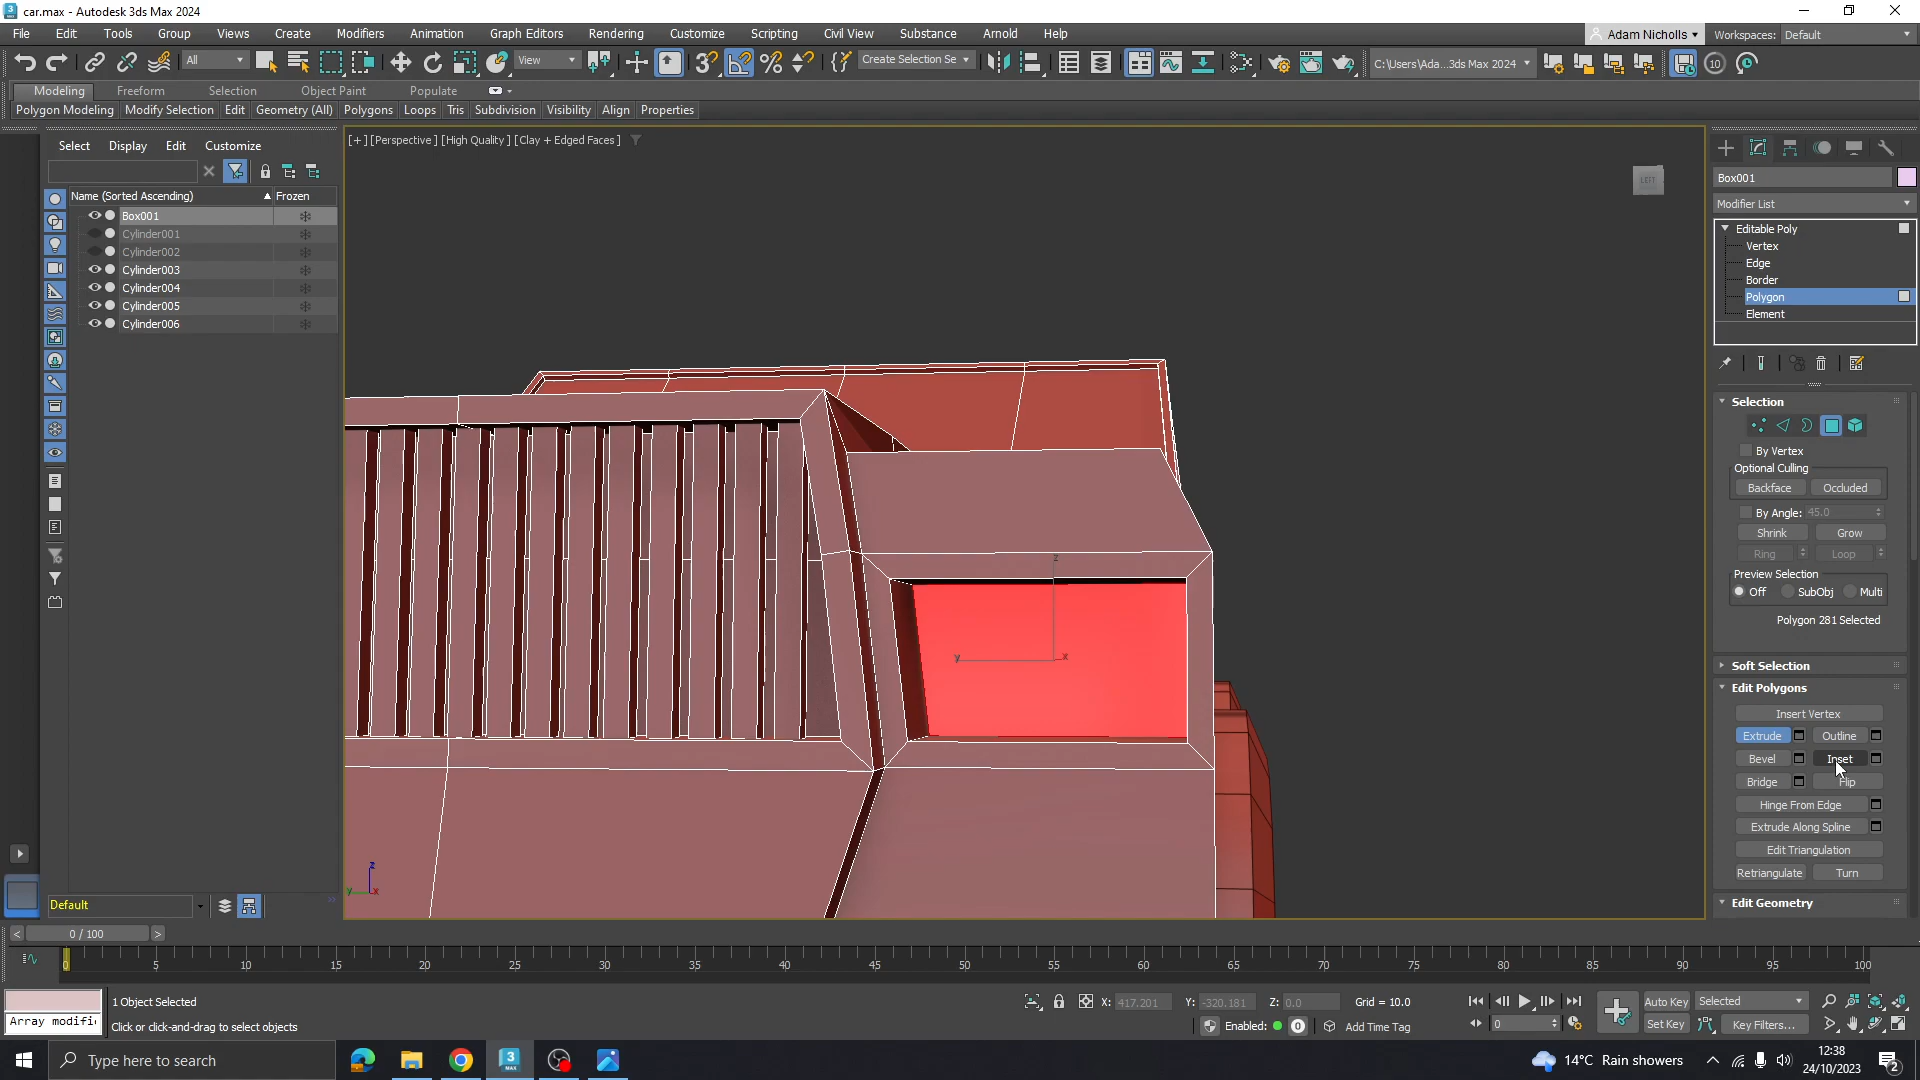 car.max - Autodesk 3ds Max 2024
File Edit Tools Group Views Create Modifiers Animation Graph Editors Rendering Customize Scripting Civil View Substance Arnold Help Adam Nicholls Workspaces: Default
All View Create Selection Se C:\Users\Ada...3ds Max 2024
Modeling Freeform Selection Object Paint Populate
Polygon Modeling Modify Selection Edit Geometry (All) Polygons Loops Tris Subdivision Visibility Align Properties
Select Display Edit Customize
[+] [Perspective] [High Quality] [Clay + Edged Faces]
LEFT
Name (Sorted Ascending) Frozen
Box001
Cylinder001
Cylinder002
Cylinder003
Cylinder004
Cylinder005
Cylinder006
Box001
Modifier List
Editable Poly
Vertex
Edge
Border
Polygon
Element
Selection
By Vertex
Optional Culling
Backface Occluded
By Angle: 45.0
Shrink Grow
Ring Loop
Preview Selection
Off SubObj Multi
Polygon 281 Selected
Soft Selection
Edit Polygons
Insert Vertex
Extrude Outline
Bevel Inset
Bridge Flip
Hinge From Edge
Extrude Along Spline
Edit Triangulation
Retriangulate Turn
Edit Geometry
z
y x
z
y x
Default
< 0 / 100 >
0 5 10 15 20 25 30 35 40 45 50 55 60 65 70 75 80 85 90 95 100
1 Object Selected X: 417.201 Y: -320.181 Z: 0.0 Grid = 10.0 Auto Key Selected
Array modifi Click or click-and-drag to select objects Enabled: 0 Add Time Tag 0 Set Key Key Filters...
Type here to search 14°C Rain showers 12:38
24/10/2023 2